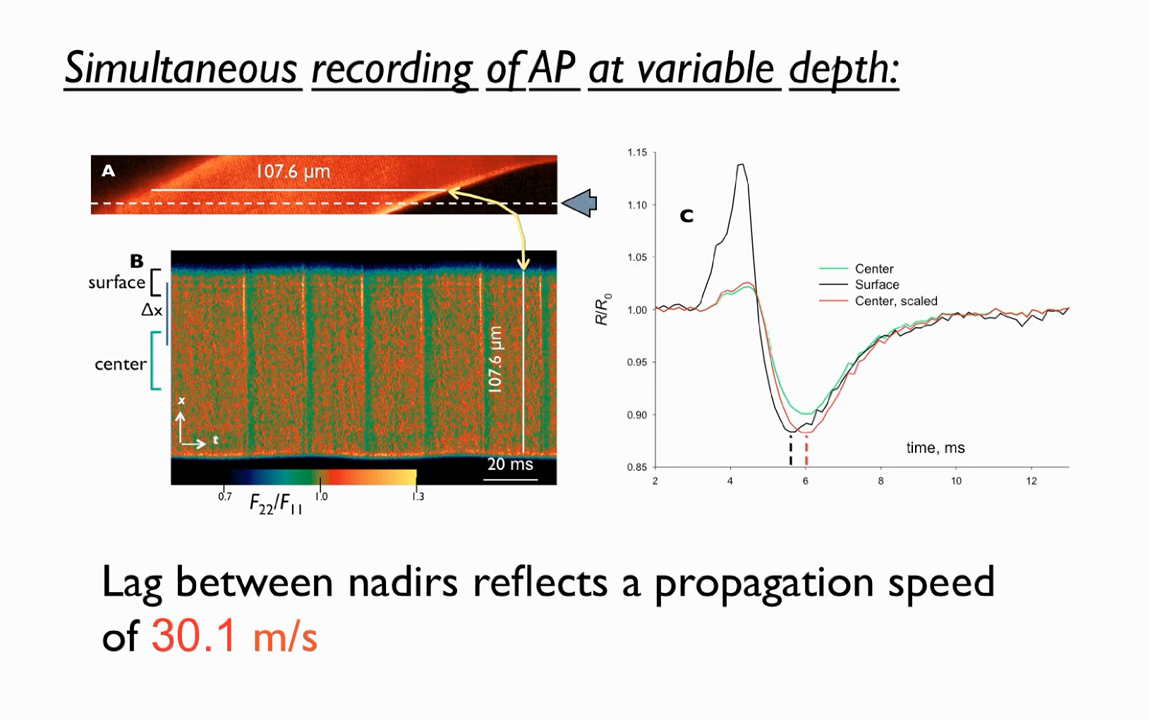 Simultaneous recording of AP at variable depth:
A
107.6 µm
B
surface
Δx
center
x
t
107.6 µm
20 ms
0.7
1.0
1.3
F22/F11
1.15
1.10
1.05
1.00
0.95
0.90
0.85
R/R0
c
Center
Surface
Center, scaled
time, ms
2 4 6 8 10 12
Lag between nadirs reflects a propagation speed
of 30.1 m/s